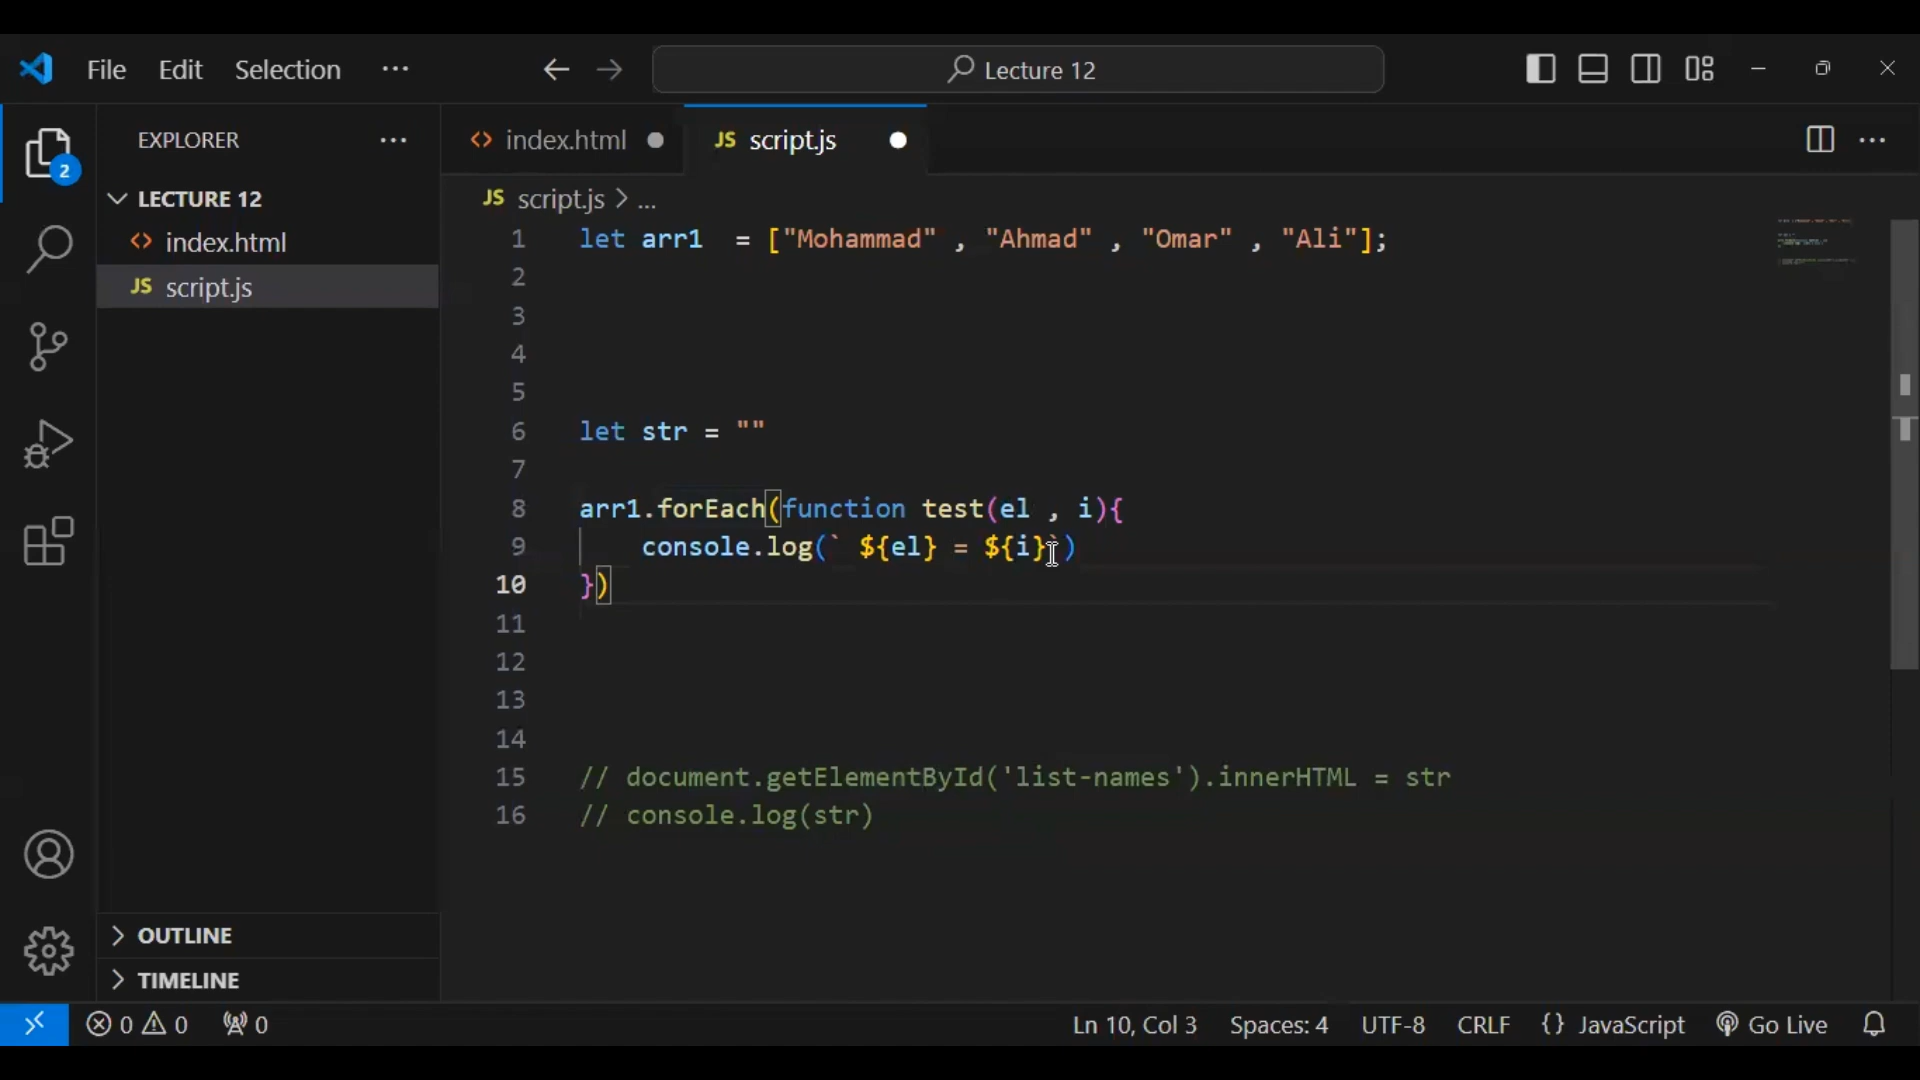 File Edit Selection ··· Lecture 12
EXPLORER ···
LECTURE 12
index.html
JS script.js
2
OUTLINE
TIMELINE
index.html JS script.js ···
JS script.js > ...
1 let arr1  = ["Mohammad" , "Ahmad" , "Omar" , "Ali"];
2
3
4
5
6 let str = ""
7
8 arr1.forEach(function test(el , i){
9     console.log(` ${el} = ${i}`)
10 })
11
12
13
14
15 // document.getElementById('list-names').innerHTML = str
16 // console.log(str)
0 0 0 Ln 10, Col 3 Spaces: 4 UTF-8 CRLF {} JavaScript Go Live